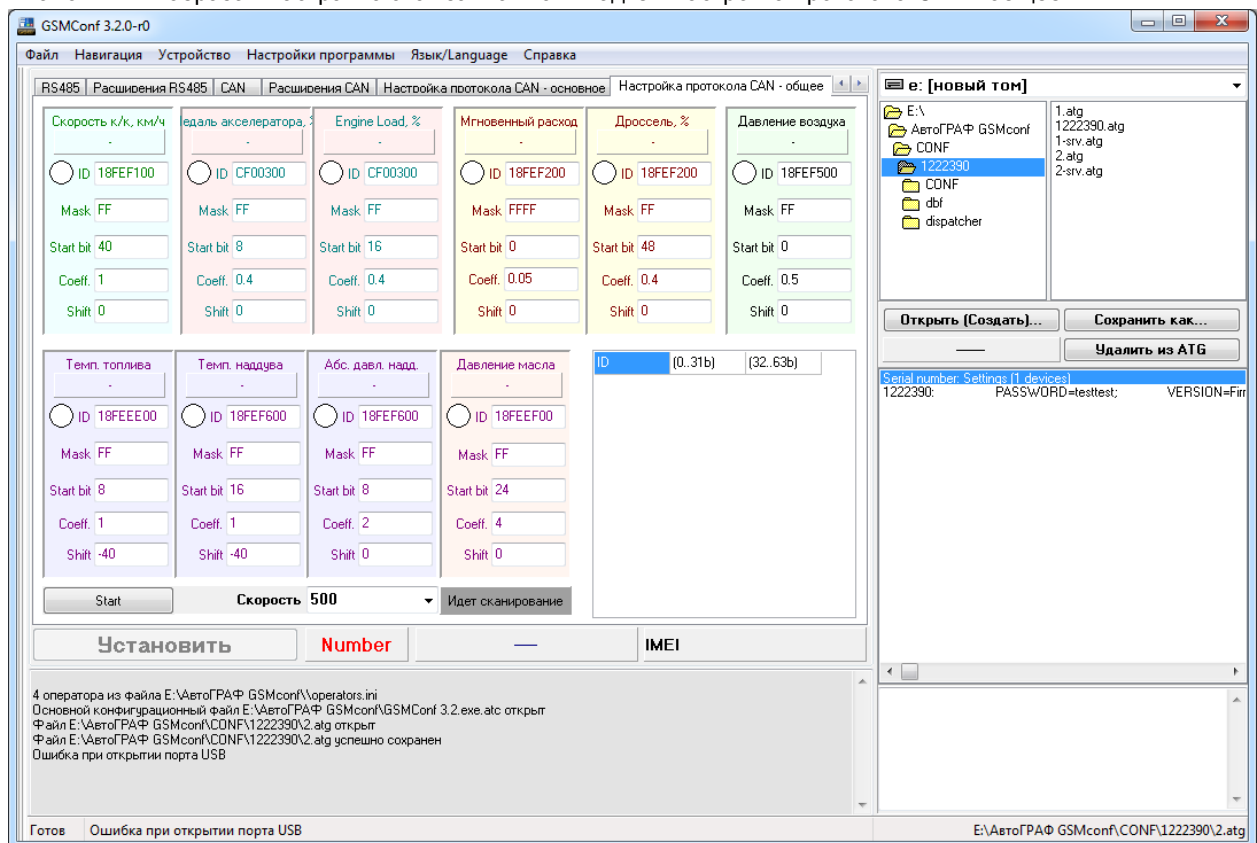 GSMConf 3.2.0-r0
Файл Навигация Устройство Настройки программы Язык/Language Справка
RS485 Расширения RS485 CAN Расширения CAN Настройка протокола CAN - основное Настройка протокола CAN - общее
Скорость к/к, км/ч едаль акселератора, Engine Load, % Мгновенный расход Дроссель, % Давление воздуха
- - - - - -
ID 18FEF100 ID CF00300 ID CF00300 ID 18FEF200 ID 18FEF200 ID 18FEF500
Mask FF Mask FF Mask FF Mask FFFF Mask FF Mask FF
Start bit 40 Start bit 8 Start bit 16 Start bit 0 Start bit 48 Start bit 0
Coeff. 1 Coeff. 0.4 Coeff. 0.4 Coeff. 0.05 Coeff. 0.4 Coeff. 0.5
Shift 0 Shift 0 Shift 0 Shift 0 Shift 0 Shift 0
Темп. топлива Темп. наддува Абс. давл. надд. Давление масла
- - - -
ID 18FEEE00 ID 18FEF600 ID 18FEF600 ID 18FEEF00
Mask FF Mask FF Mask FF Mask FF
Start bit 8 Start bit 16 Start bit 8 Start bit 24
Coeff. 1 Coeff. 1 Coeff. 2 Coeff. 4
Shift -40 Shift -40 Shift 0 Shift 0
ID (0..31b) (32..63b)
Start Скорость 500 Идет сканирование
Установить Number — IMEI
4 оператора из файла E:\АвтоГРАФ GSMconf\\operators.ini
Основной конфигурационный файл E:\АвтоГРАФ GSMconf\GSMConf 3.2.exe.atc открыт
Файл E:\АвтоГРАФ GSMconf\CONF\1222390\2.atg открыт
Файл E:\АвтоГРАФ GSMconf\CONF\1222390\2.atg успешно сохранен
Ошибка при открытии порта USB
e: [новый том]
E:\
АвтоГРАФ GSMconf
CONF
1222390
CONF
dbf
dispatcher
1.atg
1222390.atg
1-srv.atg
2.atg
2-srv.atg
Открыть (Создать)... Сохранить как...
— Удалить из ATG
Serial number: Settings (1 devices)
1222390: PASSWORD=testtest; VERSION=Firm
Готов Ошибка при открытии порта USB E:\АвтоГРАФ GSMconf\CONF\1222390\2.atg